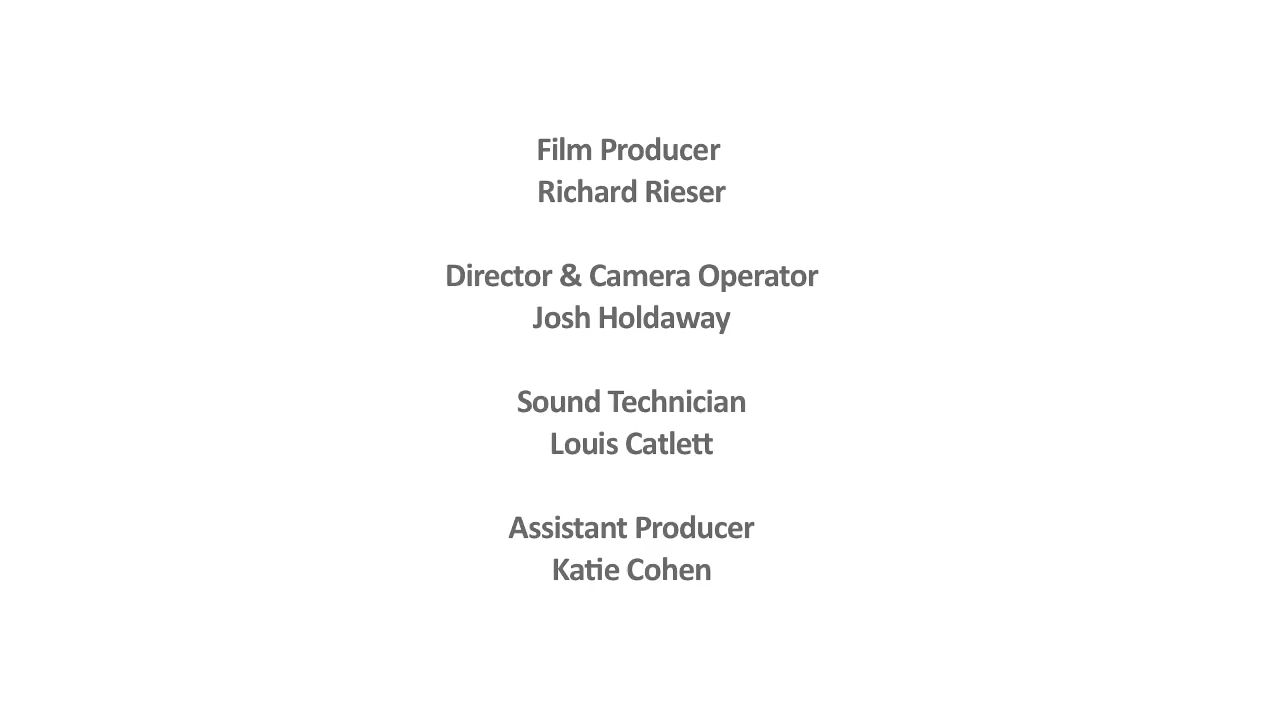 Film Producer
Richard Rieser
Director & Camera Operator
Josh Holdaway
Sound Technician
Louis Catlett
Assistant Producer
Katie Cohen